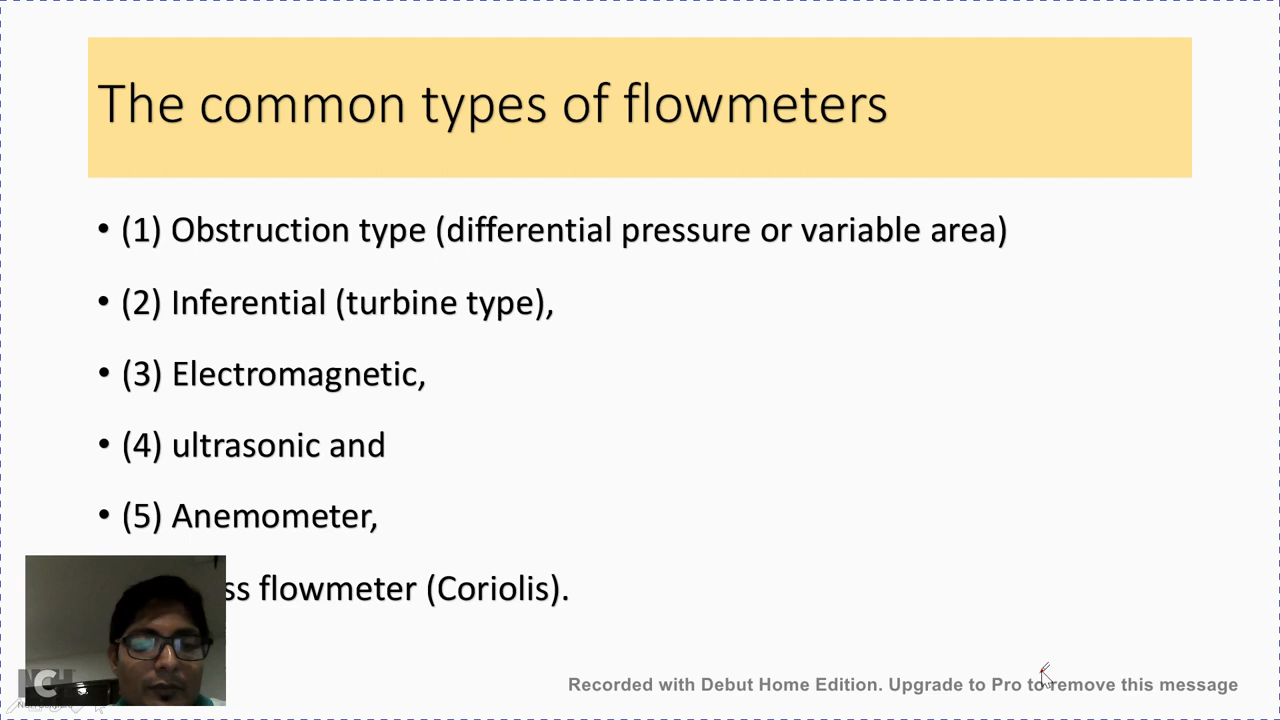 The common types of flowmeters
• (1) Obstruction type (differential pressure or variable area)
• (2) Inferential (turbine type),
• (3) Electromagnetic,
• (4) ultrasonic and
• (5) Anemometer,
flowmeter (Coriolis).
Recorded with Debut Home Edition. Upgrade to Pro to remove this message